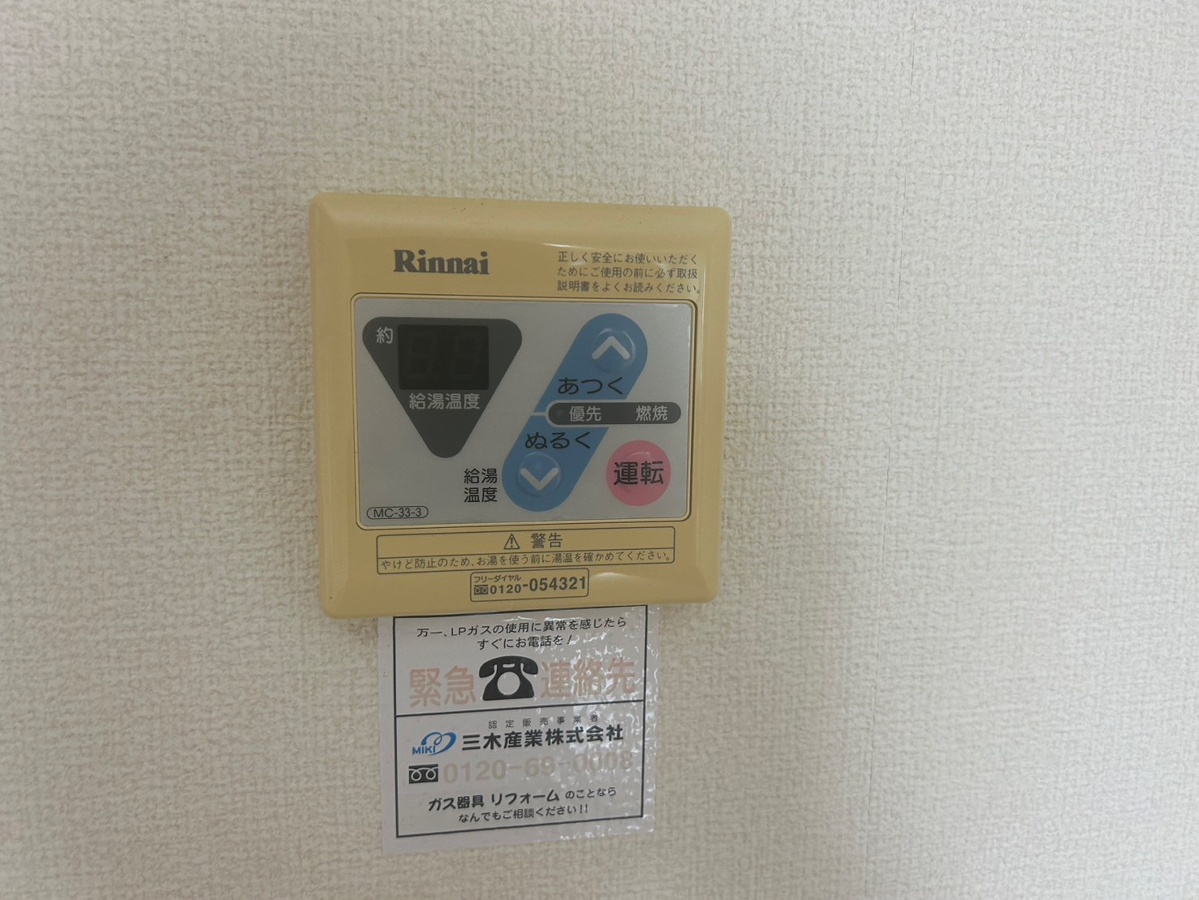 Rinnai
正しく安全にお使いいただく
ためにご使用の前に必ず取扱
説明書をよくお読みください。
約
給湯温度
あつく
優先 燃焼
ぬるく
給湯
温度
運転
MC-33-3
警告
やけど防止のため、お湯を使う前に湯温を確かめてください。
フリーダイヤル
0120-054321
万一、LPガスの使用に異常を感じたら
すぐにお電話を！
緊急 連絡先
認定販売事業者
MIKI 三木産業株式会社
0120-69-0008
ガス器具 リフォーム のことなら
なんでもご相談ください!!